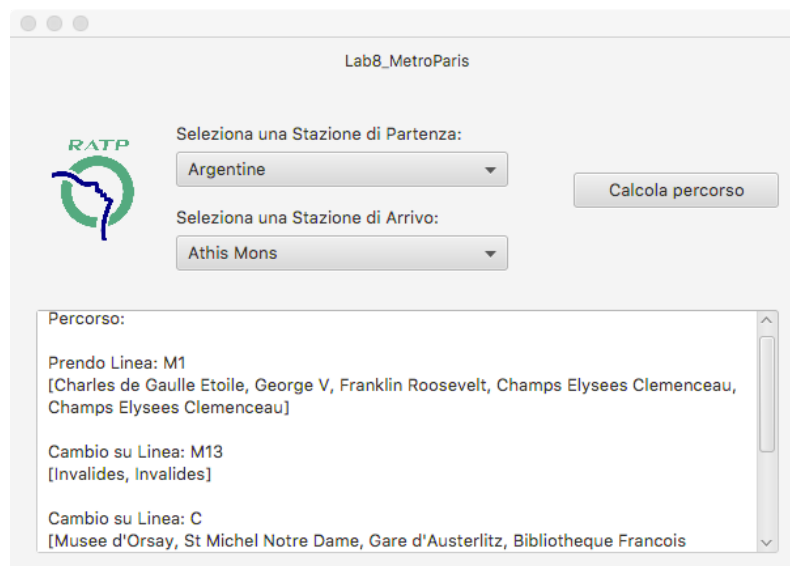 Lab8_MetroParis
RATP
Seleziona una Stazione di Partenza:
Argentine
Calcola percorso
Seleziona una Stazione di Arrivo:
Athis Mons
Percorso:
Prendo Linea: M1
[Charles de Gaulle Etoile, George V, Franklin Roosevelt, Champs Elysees Clemenceau,
Champs Elysees Clemenceau]
Cambio su Linea: M13
[Invalides, Invalides]
Cambio su Linea: C
[Musee d'Orsay, St Michel Notre Dame, Gare d'Austerlitz, Bibliotheque Francois